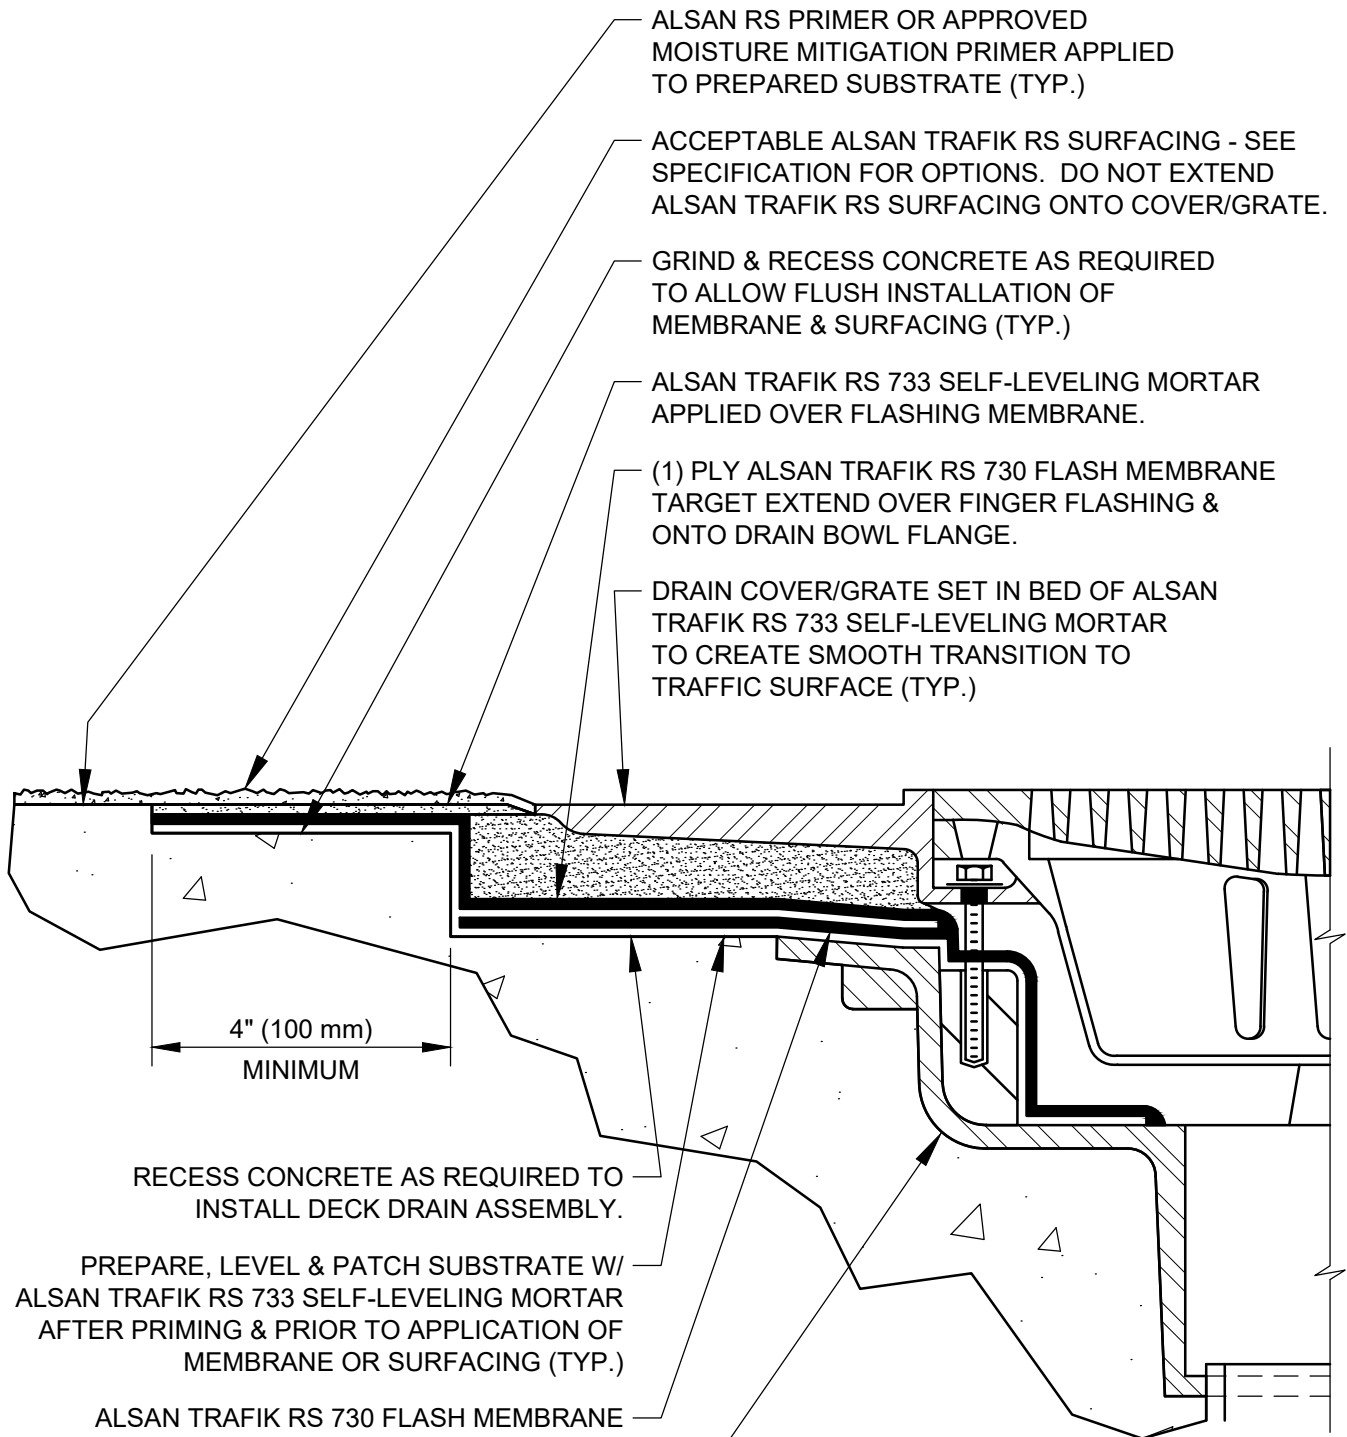 ALSAN RS PRIMER OR APPROVED
MOISTURE MITIGATION PRIMER APPLIED
TO PREPARED SUBSTRATE (TYP.)
ACCEPTABLE ALSAN TRAFIK RS SURFACING - SEE
SPECIFICATION FOR OPTIONS.  DO NOT EXTEND
ALSAN TRAFIK RS SURFACING ONTO COVER/GRATE.
GRIND & RECESS CONCRETE AS REQUIRED
TO ALLOW FLUSH INSTALLATION OF
MEMBRANE & SURFACING (TYP.)
ALSAN TRAFIK RS 733 SELF-LEVELING MORTAR
APPLIED OVER FLASHING MEMBRANE.
(1) PLY ALSAN TRAFIK RS 730 FLASH MEMBRANE
TARGET EXTEND OVER FINGER FLASHING &
ONTO DRAIN BOWL FLANGE.
DRAIN COVER/GRATE SET IN BED OF ALSAN
TRAFIK RS 733 SELF-LEVELING MORTAR
TO CREATE SMOOTH TRANSITION TO
TRAFFIC SURFACE (TYP.)
4" (100 mm)
MINIMUM
RECESS CONCRETE AS REQUIRED TO
INSTALL DECK DRAIN ASSEMBLY.
PREPARE, LEVEL & PATCH SUBSTRATE W/
ALSAN TRAFIK RS 733 SELF-LEVELING MORTAR
AFTER PRIMING & PRIOR TO APPLICATION OF
MEMBRANE OR SURFACING (TYP.)
ALSAN TRAFIK RS 730 FLASH MEMBRANE